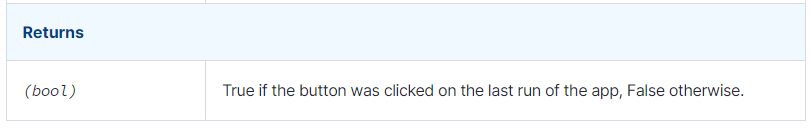 Returns
(bool) True if the button was clicked on the last run of the app, False otherwise.